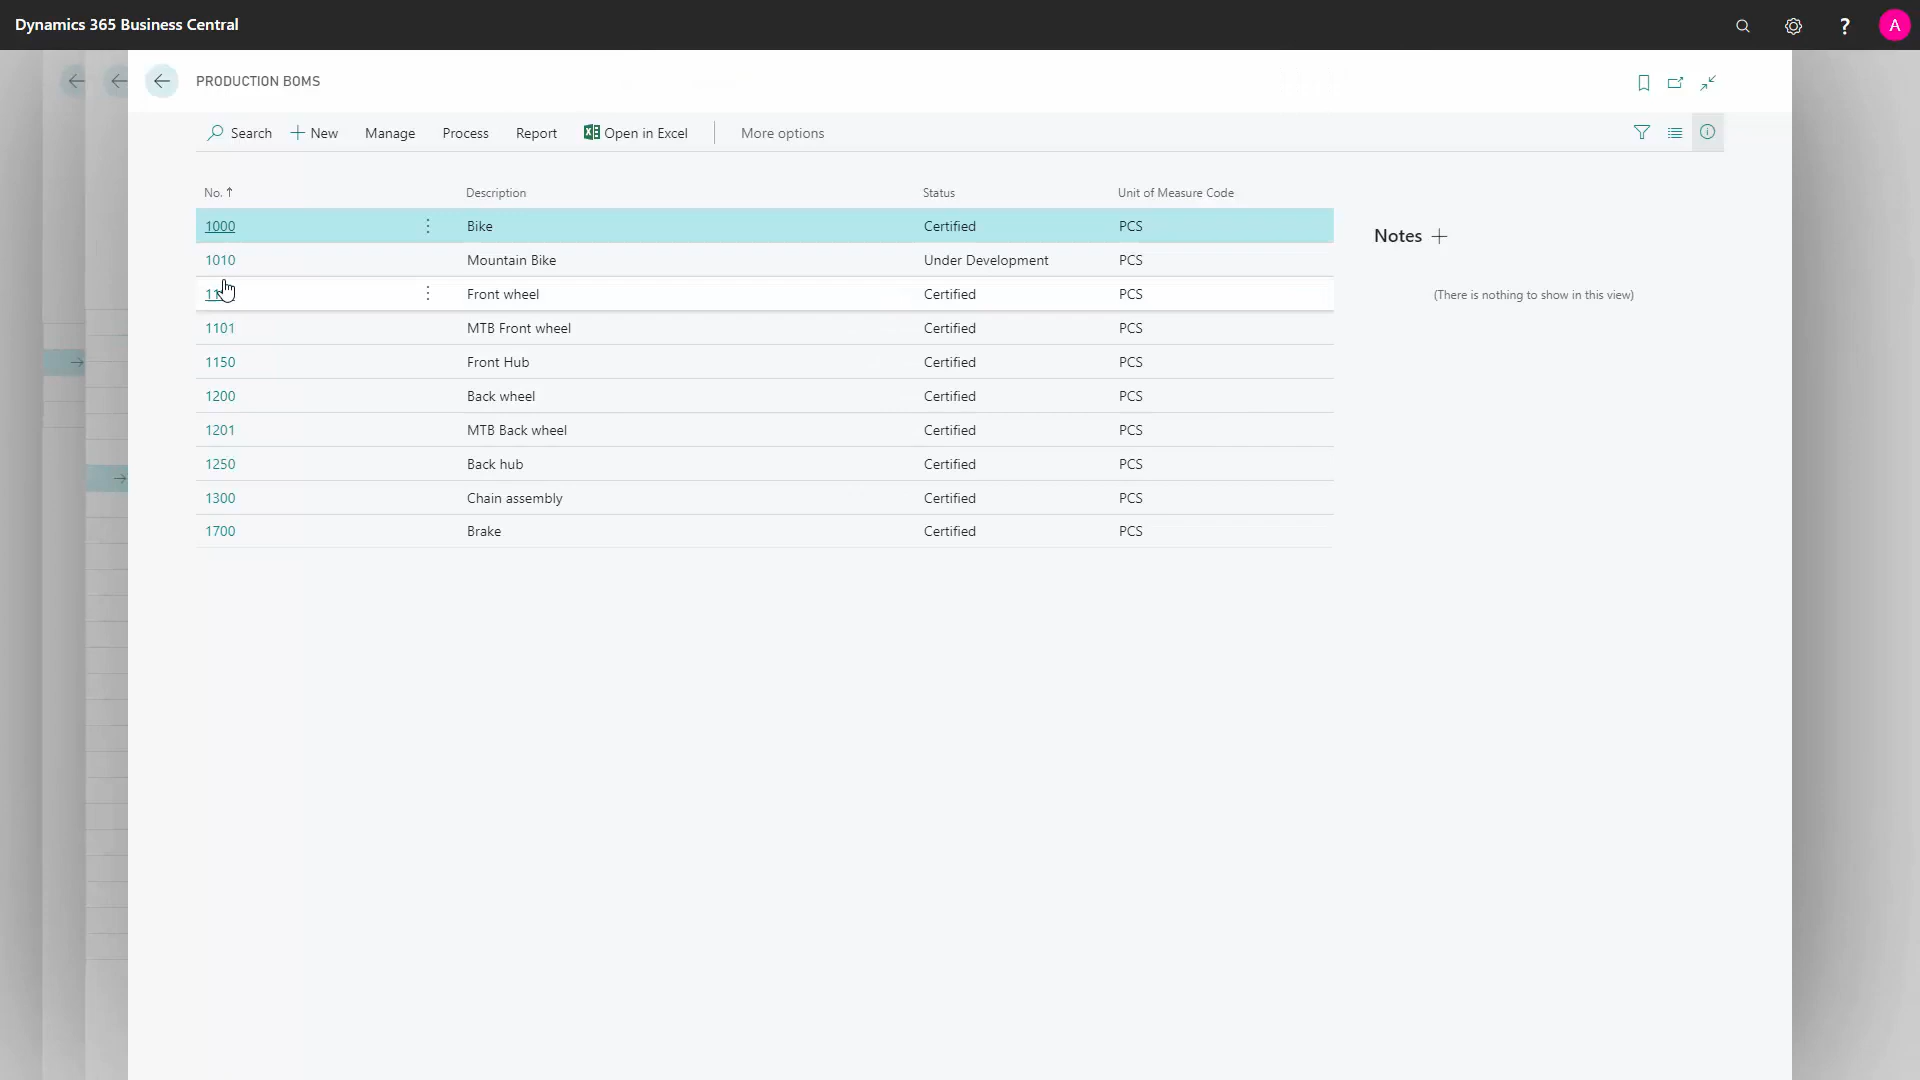 Dynamics 365 Business Central
? A
PRODUCTION BOMS
Search New Manage Process Report Open in Excel More options
No. ↑ Description Status Unit of Measure Code
1000 Bike Certified PCS
1010 Mountain Bike Under Development PCS
Front wheel Certified PCS
1101 MTB Front wheel Certified PCS
1150 Front Hub Certified PCS
1200 Back wheel Certified PCS
1201 MTB Back wheel Certified PCS
1250 Back hub Certified PCS
1300 Chain assembly Certified PCS
1700 Brake Certified PCS
Notes
(There is nothing to show in this view)